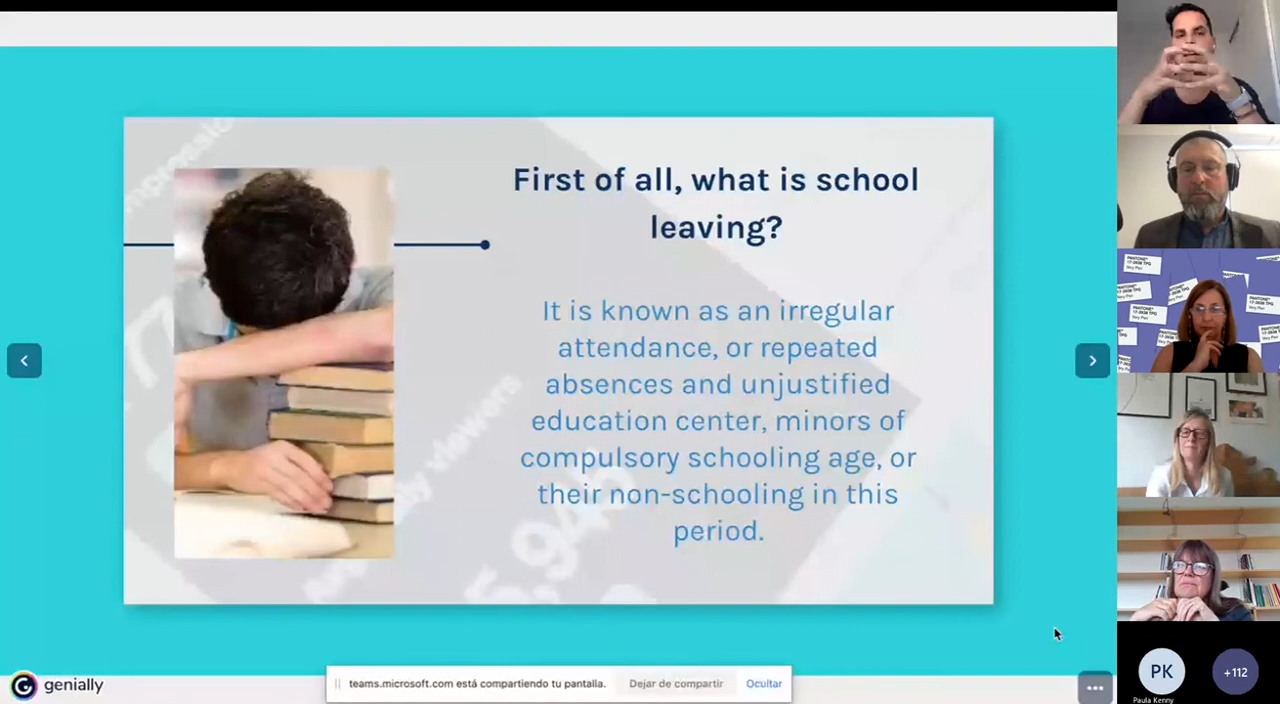 First of all, what is school
leaving?
It is known as an irregular
attendance, or repeated
absences and unjustified
education center, minors of
compulsory schooling age, or
their non-schooling in this
period.
genially
teams.microsoft.com está compartiendo tu pantalla.
Dejar de compartir
Ocultar
PK
+112
Paula Kenny
PANTONE®